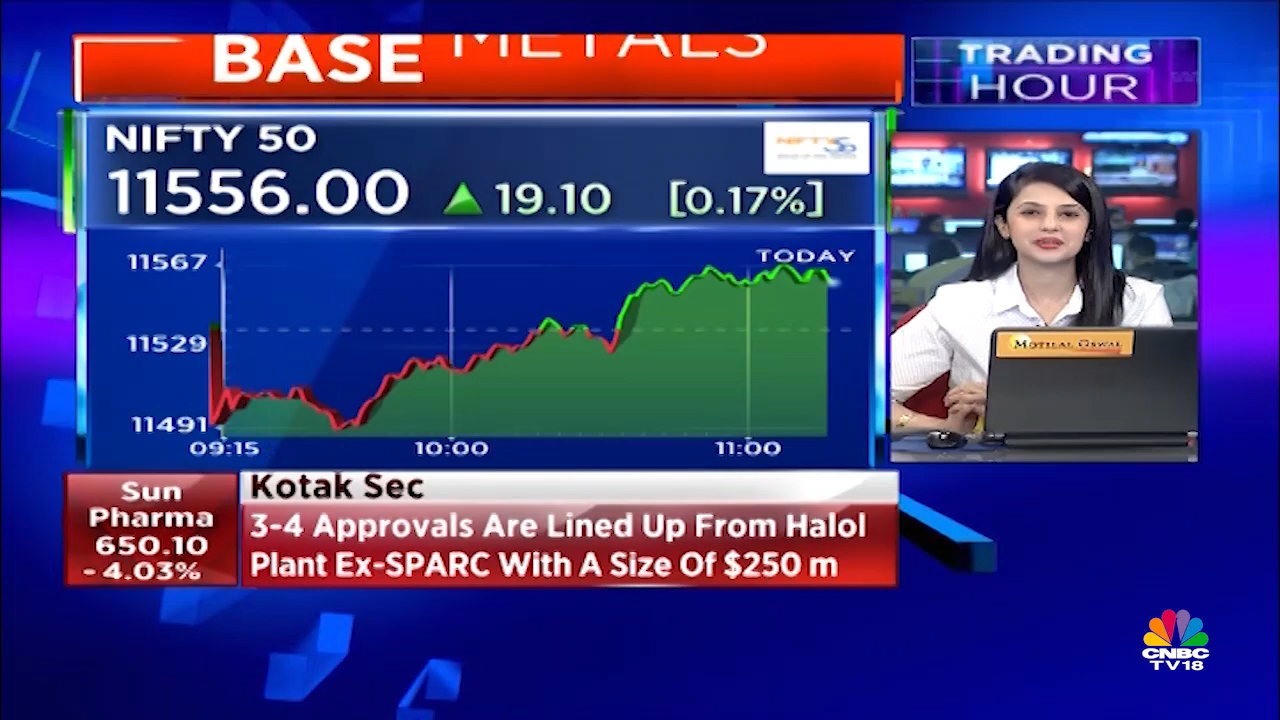 BASE METALS
TRADING
HOUR
NIFTY 50
11556.00 19.10 [0.17%]
TODAY
11567
11529
11491
09:15 10:00 11:00
MOTILAL OSWAL
Sun
Pharma
650.10
-4.03%
Kotak Sec
3-4 Approvals Are Lined Up From Halol
Plant Ex-SPARC With A Size Of $250 m
CNBC
TV18